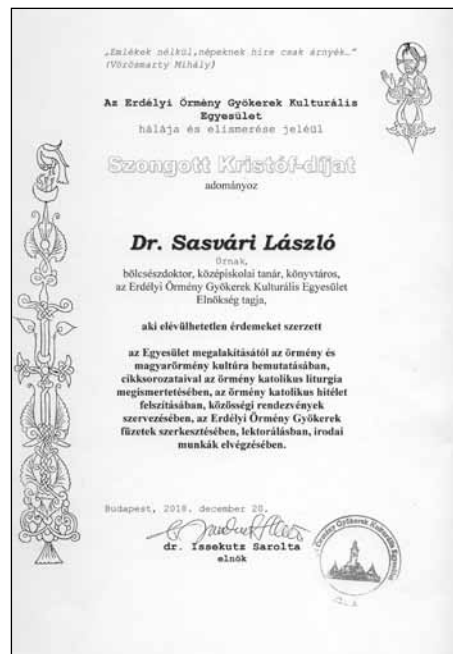 „Emlékek nélkül,népeknek híre csak árnyék…”
(Vörösmarty Mihály)
Az Erdélyi Örmény Gyökerek Kulturális
Egyesület
hálája és elismerése jeléül
Szongott Kristóf-díjat
adományoz
Dr. Sasvári László
Úrnak,
bölcsészdoktor, középiskolai tanár, könyvtáros,
az Erdélyi Örmény Gyökerek Kulturális Egyesület
Elnökség tagja,
aki elévülhetetlen érdemeket szerzett
az Egyesület megalakításától az örmény és
magyarörmény kultúra bemutatásában,
cikksorozataival az örmény katolikus liturgia
megismertetésében, az örmény katolikus hitélet
felszításában, közösségi rendezvények
szervezésében, az Erdélyi Örmény Gyökerek
füzetek szerkesztésében, lektorálásban, irodai
munkák elvégzésében.
Budapest, 2018. december 20.
dr. Issekutz Sarolta
elnök
Örmény Gyökerek Kulturális Egyesület